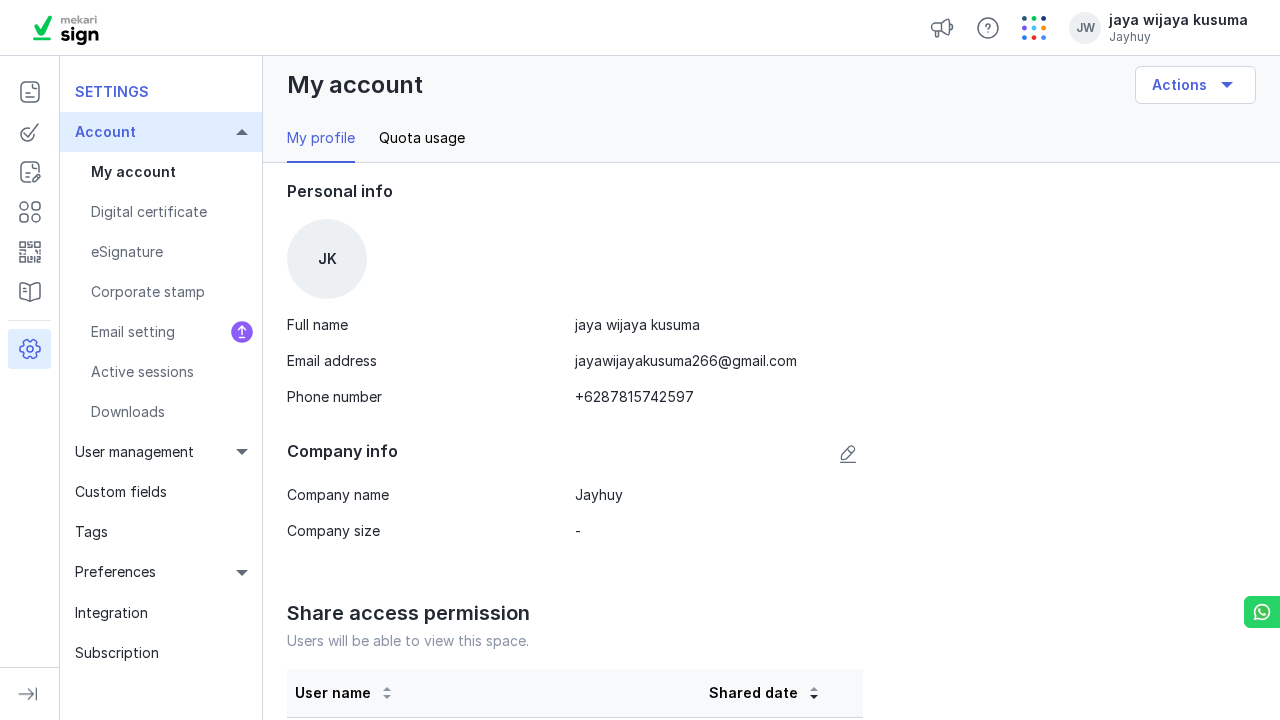 mekari
sign
JW
jaya wijaya kusuma
Jayhuy
SETTINGS
Account
My account
Digital certificate
eSignature
Corporate stamp
Email setting
Active sessions
Downloads
User management
Custom fields
Tags
Preferences
Integration
Subscription
My account
Actions
My profile
Quota usage
Personal info
JK
Full name jaya wijaya kusuma
Email address jayawijayakusuma266@gmail.com
Phone number +6287815742597
Company info
Company name Jayhuy
Company size -
Share access permission
Users will be able to view this space.
User name Shared date